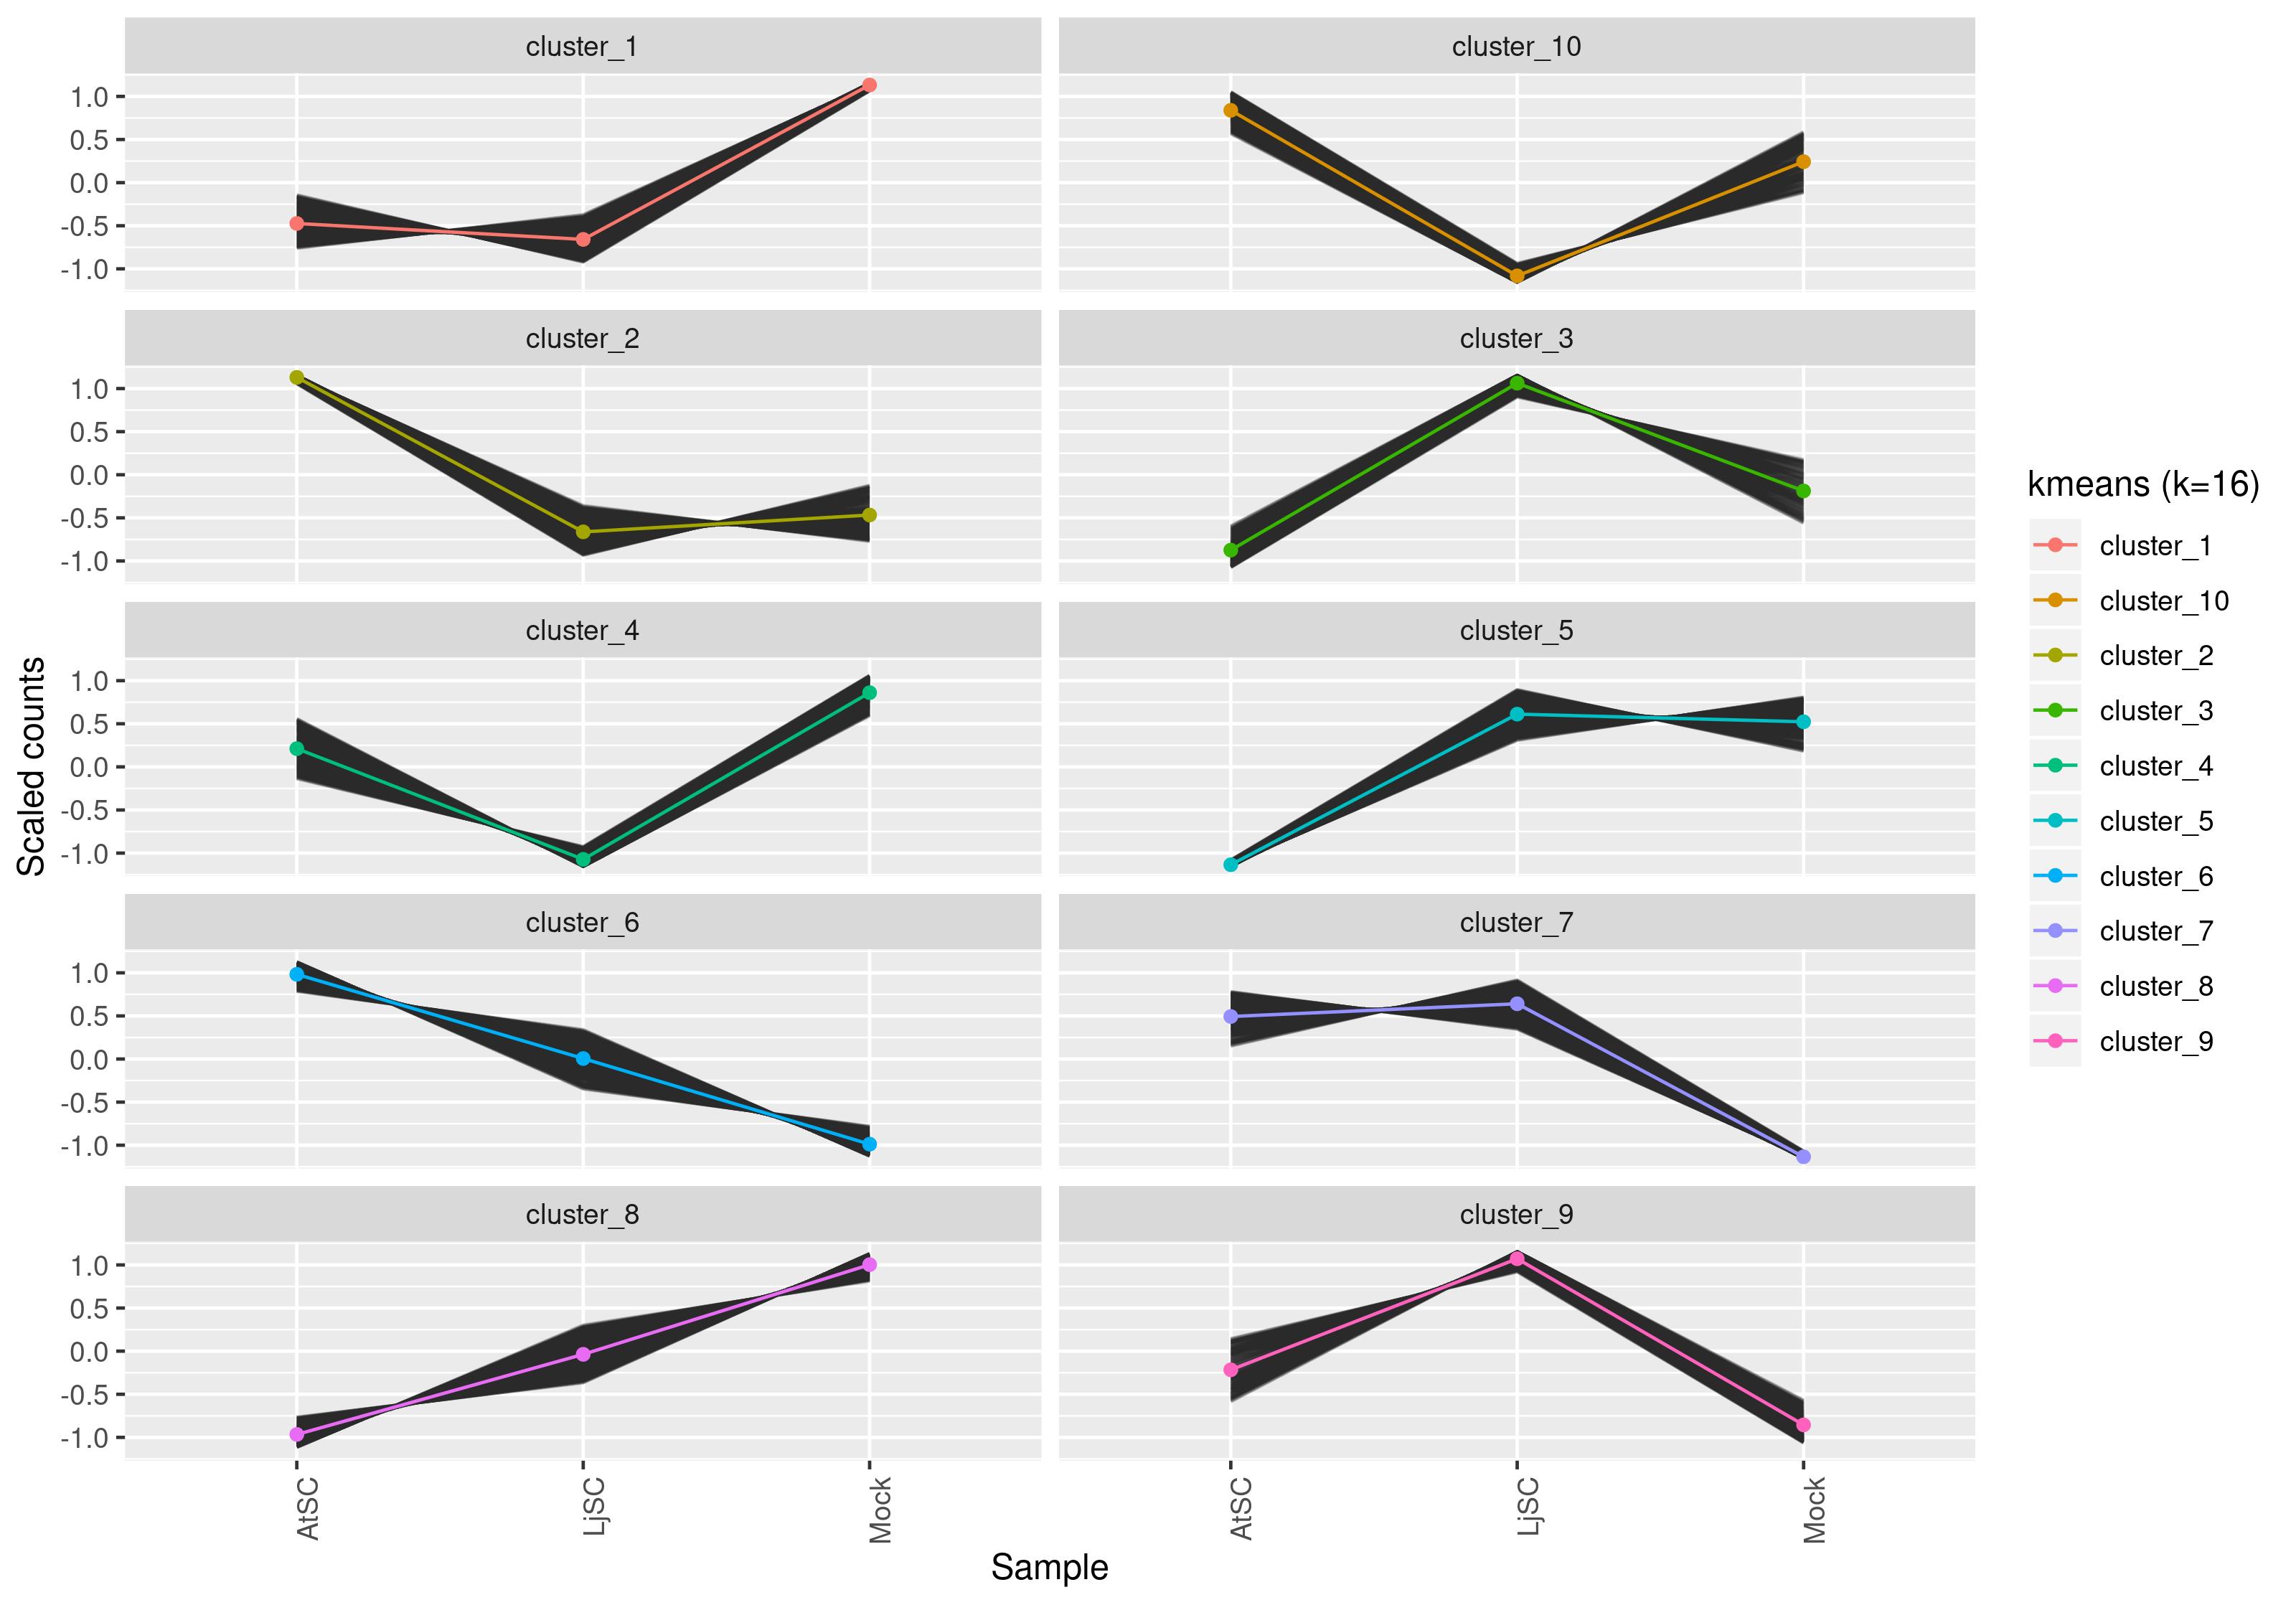 cluster_1
cluster_10
1.0
0.5
0.0
-0.5
-1.0
cluster_2
cluster_3
1.0
0.5
0.0
-0.5
-1.0
cluster_4
cluster_5
1.0
0.5
0.0
-0.5
-1.0
cluster_6
cluster_7
1.0
0.5
0.0
-0.5
-1.0
cluster_8
cluster_9
1.0
0.5
0.0
-0.5
-1.0
Scaled counts
AtSC
LjSC
Mock
AtSC
LjSC
Mock
Sample
kmeans (k=16)
cluster_1
cluster_10
cluster_2
cluster_3
cluster_4
cluster_5
cluster_6
cluster_7
cluster_8
cluster_9